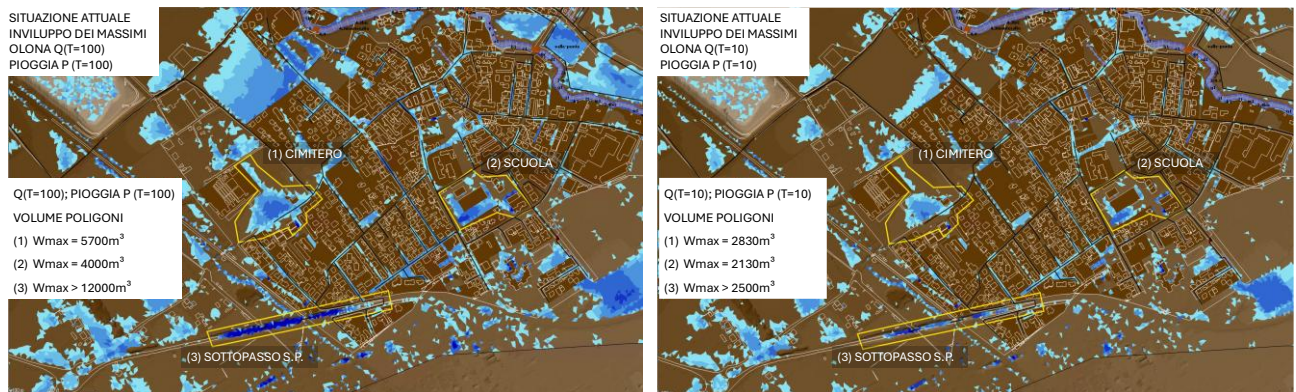 SITUAZIONE ATTUALE
INVILUPPO DEI MASSIMI
OLONA Q(T=100)
PIOGGIA P (T=100)
(1) CIMITERO
(2) SCUOLA
Q(T=100); PIOGGIA P (T=100)
VOLUME POLIGONI
(1) Wmax = 5700m³
(2) Wmax = 4000m³
(3) Wmax > 12000m³
(3) SOTTOPASSO S.P.
SITUAZIONE ATTUALE
INVILUPPO DEI MASSIMI
OLONA Q(T=10)
PIOGGIA P (T=10)
(1) CIMITERO
(2) SCUOLA
Q(T=10); PIOGGIA P (T=10)
VOLUME POLIGONI
(1) Wmax = 2830m³
(2) Wmax = 2130m³
(3) Wmax > 2500m³
(3) SOTTOPASSO S.P.